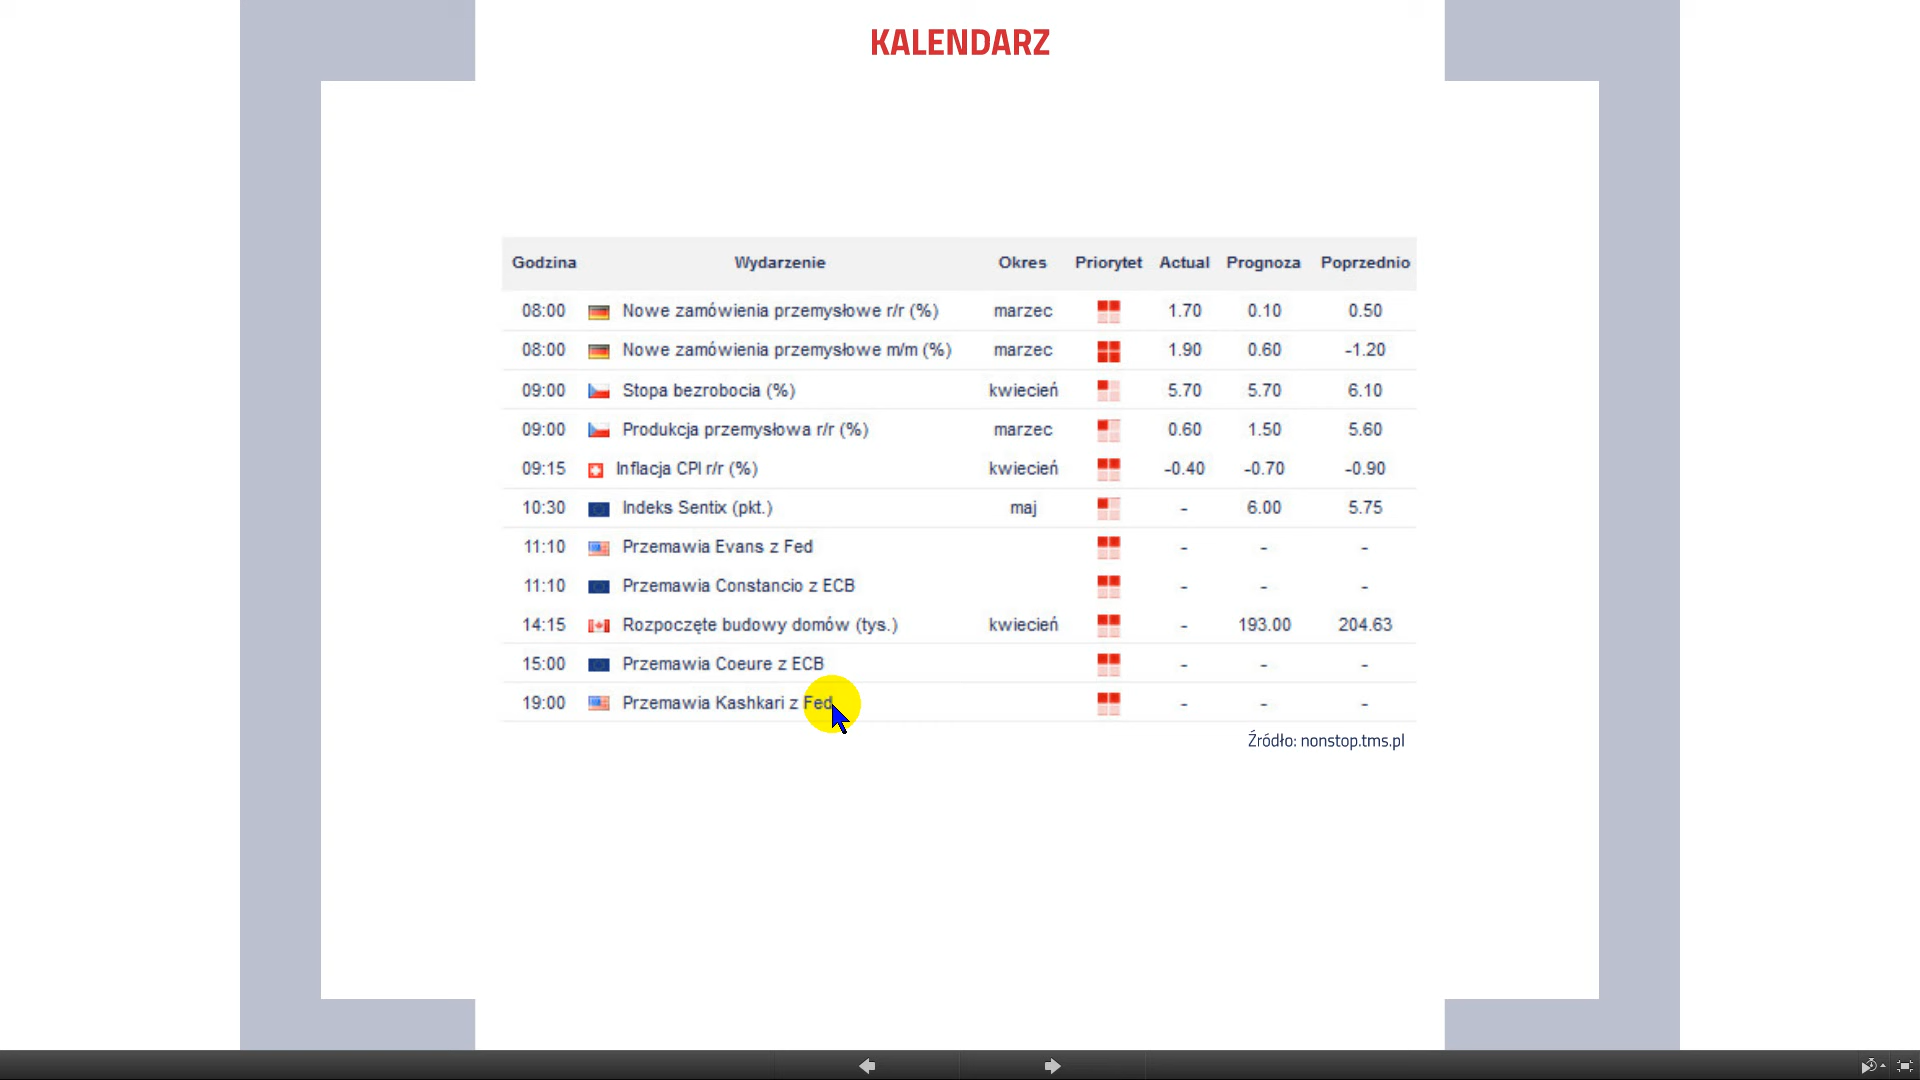 KALENDARZ
Godzina Wydarzenie Okres Priorytet Actual Prognoza Poprzednio
08:00 Nowe zamówienia przemysłowe r/r (%) marzec 1.70 0.10 0.50
08:00 Nowe zamówienia przemysłowe m/m (%) marzec 1.90 0.60 -1.20
09:00 Stopa bezrobocia (%) kwiecień 5.70 5.70 6.10
09:00 Produkcja przemysłowa r/r (%) marzec 0.60 1.50 5.60
09:15 Inflacja CPI r/r (%) kwiecień -0.40 -0.70 -0.90
10:30 Indeks Sentix (pkt.) maj - 6.00 5.75
11:10 Przemawia Evans z Fed - - -
11:10 Przemawia Constancio z ECB - - -
14:15 Rozpoczęte budowy domów (tys.) kwiecień - 193.00 204.63
15:00 Przemawia Coeure z ECB - - -
19:00 Przemawia Kashkari z Fed - - -
Źródło: nonstop.tms.pl